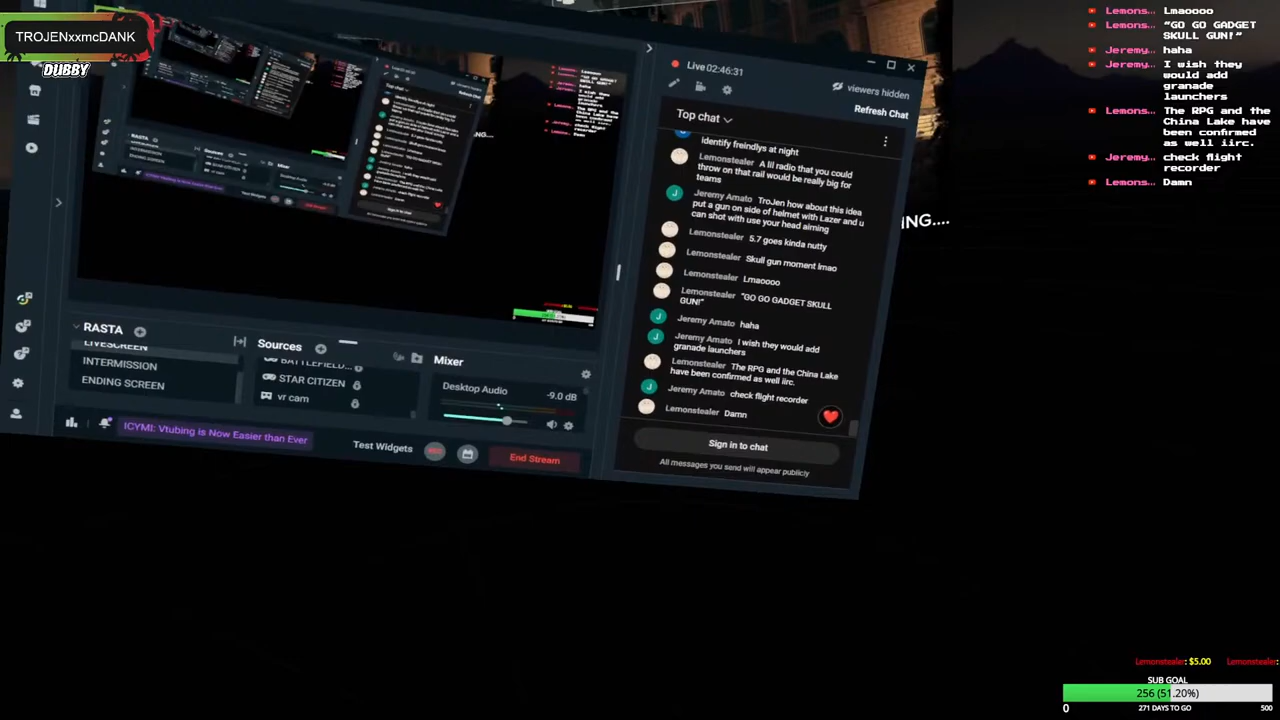 TROJENxxmcDANK
DUBBY
Live 02:46:31
viewers hidden
Refresh Chat
Top chat
identify freindlys at night
Lemonstealer A lil radio that you could
throw on that rail would be really big for
teams
Jeremy Amato TroJen how about this idea
put a gun on side of helmet with Lazer and u
can shot with use your head aiming
Lemonstealer 5.7 goes kinda nutty
Lemonstealer Skull gun moment lmao
Lemonstealer Lmaoooo
Lemonstealer "GO GO GADGET SKULL
GUN!"
Jeremy Amato haha
Jeremy Amato I wish they would add
granade launchers
Lemonstealer The RPG and the China Lake
have been confirmed as well iirc.
Jeremy Amato check flight recorder
Lemonstealer Damn
Sign in to chat
All messages you send will appear publicly
RASTA
LIVESCREEN
INTERMISSION
ENDING SCREEN
Sources
BATTLEFIELD...
STAR CITIZEN
vr cam
Mixer
Desktop Audio
-9.0 dB
ICYMI: Vtubing is Now Easier than Ever
Test Widgets
REC
End Stream
ING....
Lemons... Lmaoooo
Lemons... "GO GO GADGET
SKULL GUN!"
Jeremy... haha
Jeremy... I wish they
would add
granade
launchers
Lemons... The RPG and the
China Lake have
been confirmed
as well iirc.
Jeremy... check flight
recorder
Lemons... Damn
Lemonstealer: $5.00
Lemonstealer:
SUB GOAL
256 (51.20%)
0
271 DAYS TO GO
500